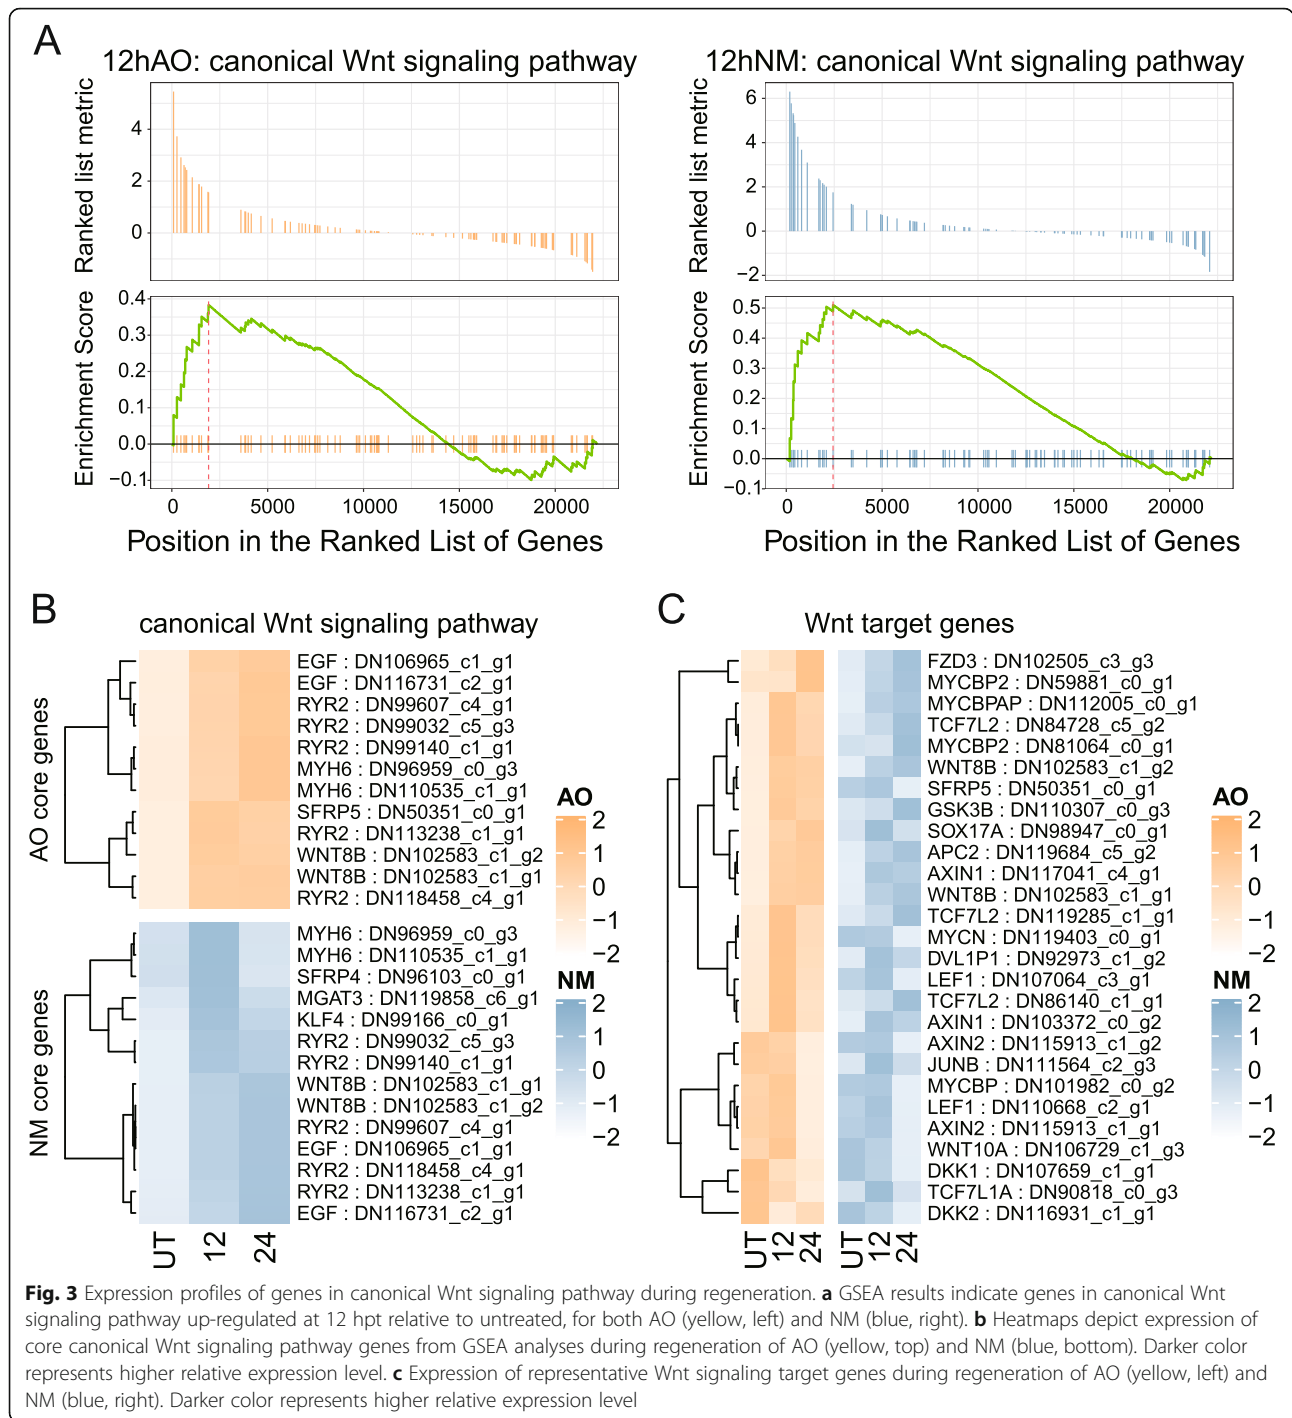 A
12hAO: canonical Wnt signaling pathway
Ranked list metric
4
2
0
Enrichment Score
0.4
0.3
0.2
0.1
0.0
−0.1
0 5000 10000 15000 20000
Position in the Ranked List of Genes
12hNM: canonical Wnt signaling pathway
Ranked list metric
6
4
2
0
−2
Enrichment Score
0.5
0.4
0.3
0.2
0.1
0.0
−0.1
0 5000 10000 15000 20000
Position in the Ranked List of Genes
B
canonical Wnt signaling pathway
AO core genes
EGF : DN106965_c1_g1
EGF : DN116731_c2_g1
RYR2 : DN99607_c4_g1
RYR2 : DN99032_c5_g3
RYR2 : DN99140_c1_g1
MYH6 : DN96959_c0_g3
MYH6 : DN110535_c1_g1
SFRP5 : DN50351_c0_g1
RYR2 : DN113238_c1_g1
WNT8B : DN102583_c1_g2
WNT8B : DN102583_c1_g1
RYR2 : DN118458_c4_g1
NM core genes
MYH6 : DN96959_c0_g3
MYH6 : DN110535_c1_g1
SFRP4 : DN96103_c0_g1
MGAT3 : DN119858_c6_g1
KLF4 : DN99166_c0_g1
RYR2 : DN99032_c5_g3
RYR2 : DN99140_c1_g1
WNT8B : DN102583_c1_g1
WNT8B : DN102583_c1_g2
RYR2 : DN99607_c4_g1
EGF : DN106965_c1_g1
RYR2 : DN118458_c4_g1
RYR2 : DN113238_c1_g1
EGF : DN116731_c2_g1
UT 12 24
AO
2
1
0
−1
−2
NM
2
1
0
−1
−2
C
Wnt target genes
FZD3 : DN102505_c3_g3
MYCBP2 : DN59881_c0_g1
MYCBPAP : DN112005_c0_g1
TCF7L2 : DN84728_c5_g2
MYCBP2 : DN81064_c0_g1
WNT8B : DN102583_c1_g2
SFRP5 : DN50351_c0_g1
GSK3B : DN110307_c0_g3
SOX17A : DN98947_c0_g1
APC2 : DN119684_c5_g2
AXIN1 : DN117041_c4_g1
WNT8B : DN102583_c1_g1
TCF7L2 : DN119285_c1_g1
MYCN : DN119403_c0_g1
DVL1P1 : DN92973_c1_g2
LEF1 : DN107064_c3_g1
TCF7L2 : DN86140_c1_g1
AXIN1 : DN103372_c0_g2
AXIN2 : DN115913_c1_g2
JUNB : DN111564_c2_g3
MYCBP : DN101982_c0_g2
LEF1 : DN110668_c2_g1
AXIN2 : DN115913_c1_g1
WNT10A : DN106729_c1_g3
DKK1 : DN107659_c1_g1
TCF7L1A : DN90818_c0_g3
DKK2 : DN116931_c1_g1
UT 12 24 UT 12 24
AO
2
1
0
−1
−2
NM
2
1
0
−1
−2
Fig. 3 Expression profiles of genes in canonical Wnt signaling pathway during regeneration. a GSEA results indicate genes in canonical Wnt
signaling pathway up-regulated at 12 hpt relative to untreated, for both AO (yellow, left) and NM (blue, right). b Heatmaps depict expression of
core canonical Wnt signaling pathway genes from GSEA analyses during regeneration of AO (yellow, top) and NM (blue, bottom). Darker color
represents higher relative expression level. c Expression of representative Wnt signaling target genes during regeneration of AO (yellow, left) and
NM (blue, right). Darker color represents higher relative expression level